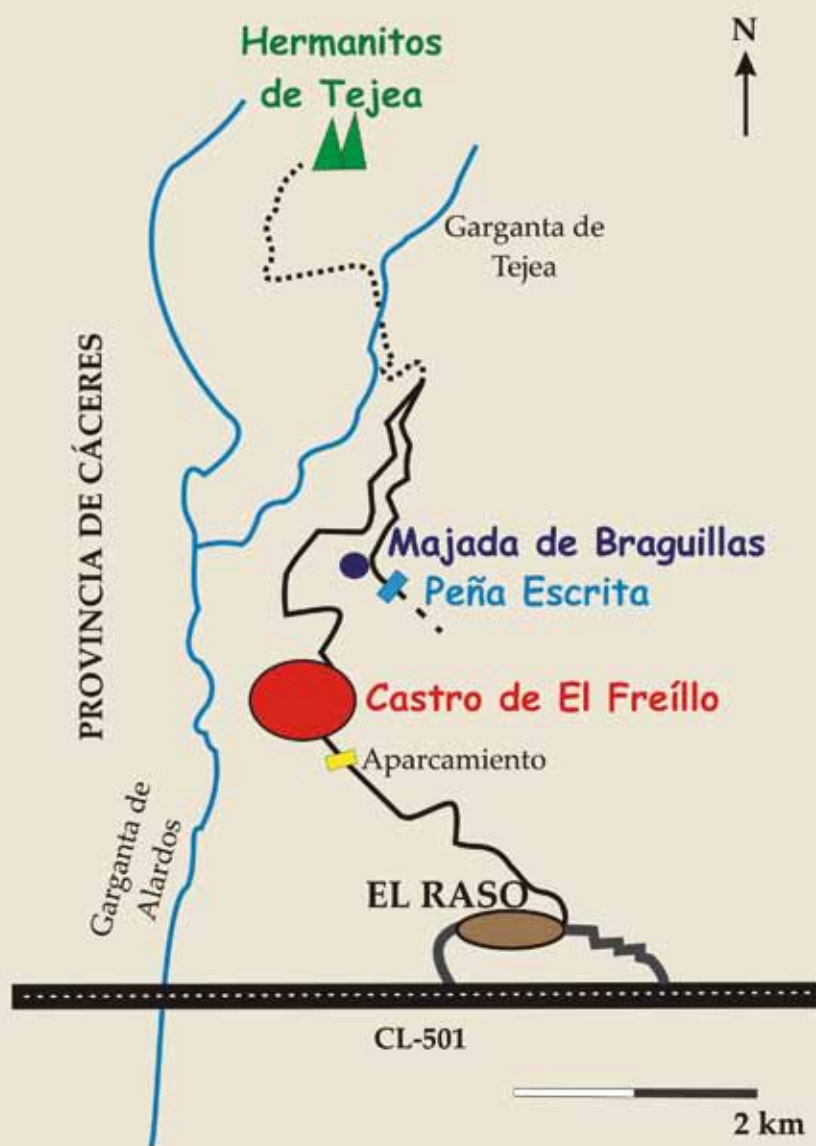 Hermanitos
de Tejea
N
Garganta de
Tejea
PROVINCIA DE CÁCERES
Majada de Braguillas
Peña Escrita
Castro de El Freíllo
Aparcamiento
Garganta de
Alardos
EL RASO
CL-501
2 km